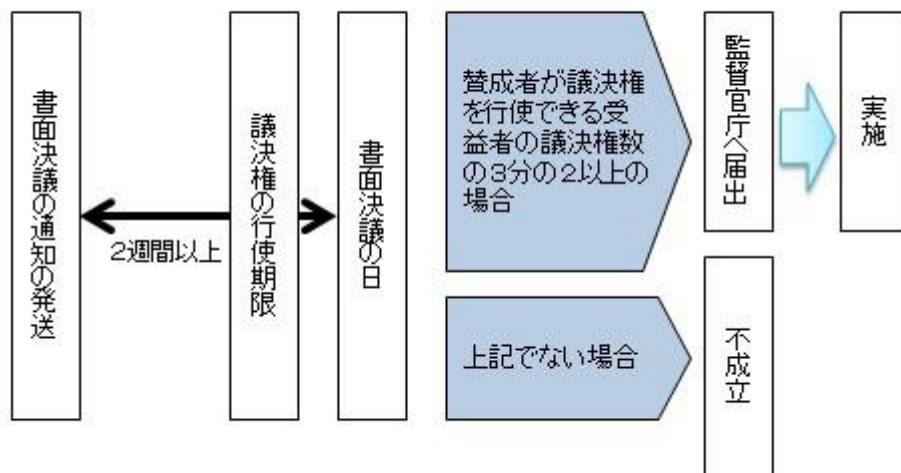 書面決議の通知の発送
2週間以上
議決権の行使期限
書面決議の日
賛成者が議決権
を行使できる受
益者の議決権数
の3分の2以上の
場合
監督官庁へ届出
実施
上記でない場合
不成立